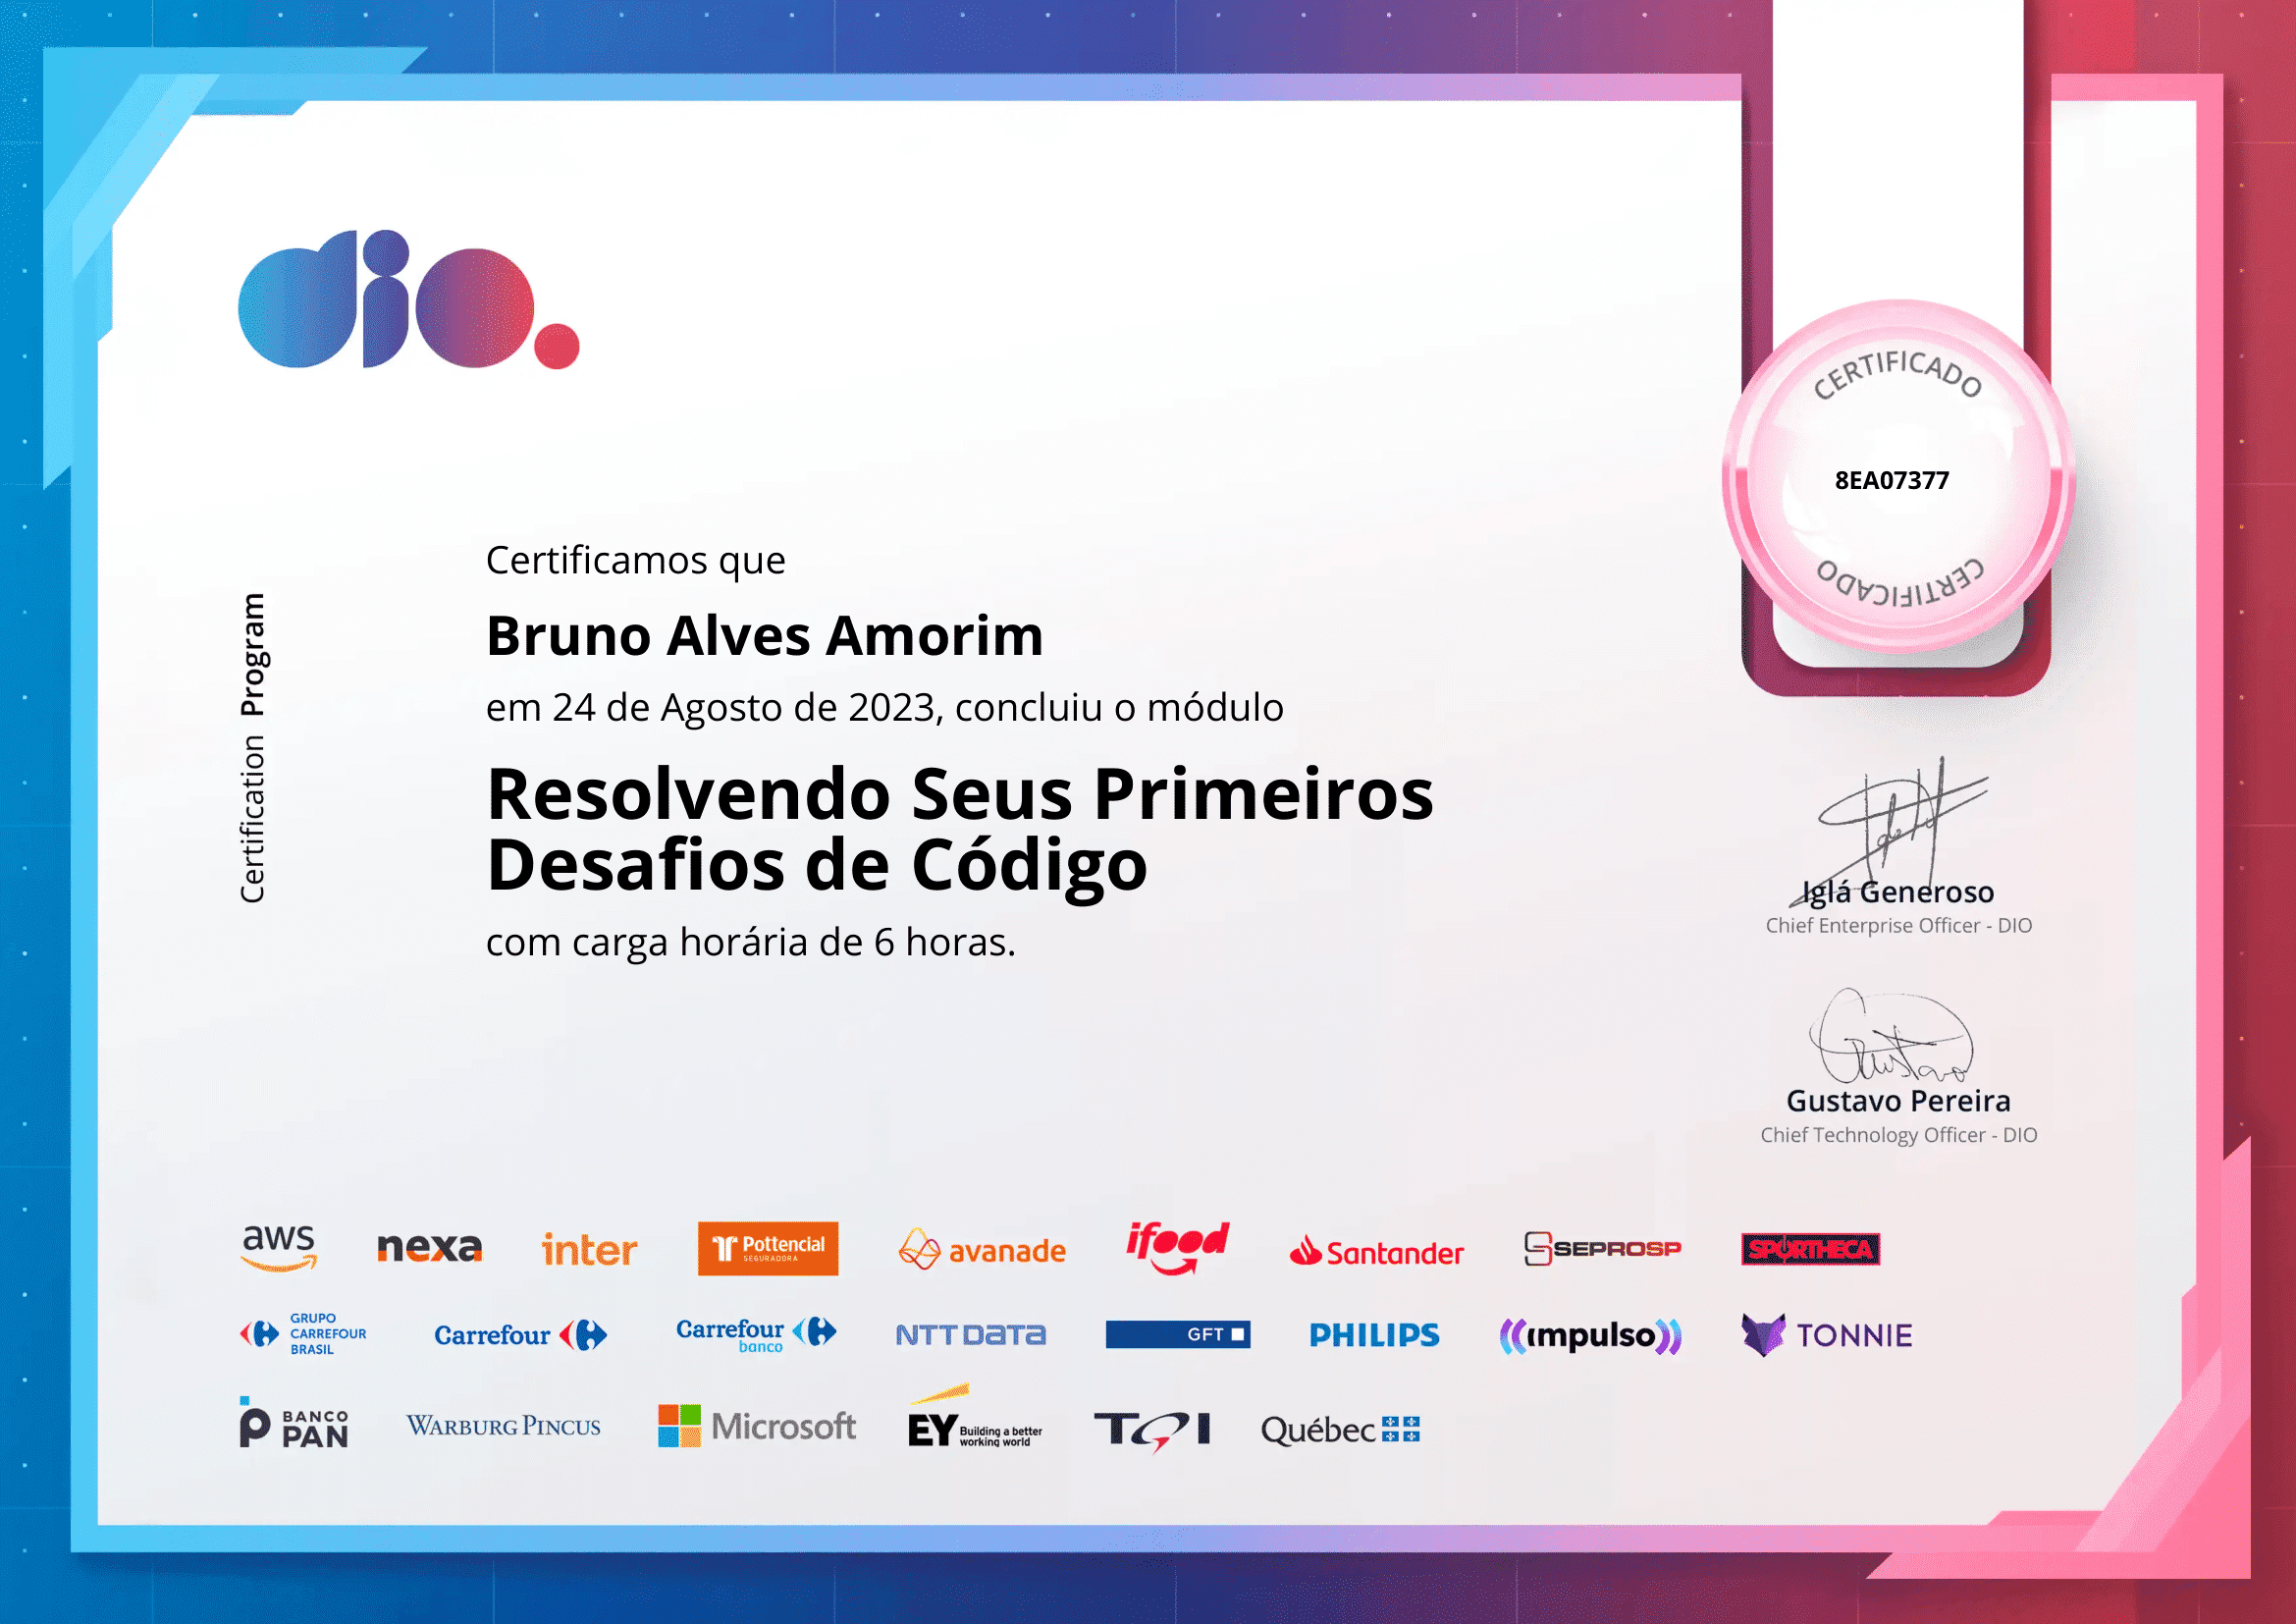 dio.
CERTIFICADO
8EA07377
CERTIFICADO
Certification Program
Certificamos que
Bruno Alves Amorim
em 24 de Agosto de 2023, concluiu o módulo
Resolvendo Seus Primeiros
Desafios de Código
com carga horária de 6 horas.
Iglá Generoso
Chief Enterprise Officer - DIO
Gustavo
Gustavo Pereira
Chief Technology Officer - DIO
aws nexa inter Pottencial SEGURADORA avanade ifood Santander SEPROSP SPORTHECA
GRUPO CARREFOUR BRASIL Carrefour Carrefour banco NTT DATA GFT PHILIPS impulso TONNIE
BANCO PAN WARBURG PINCUS Microsoft EY Building a better working world TQI Québec